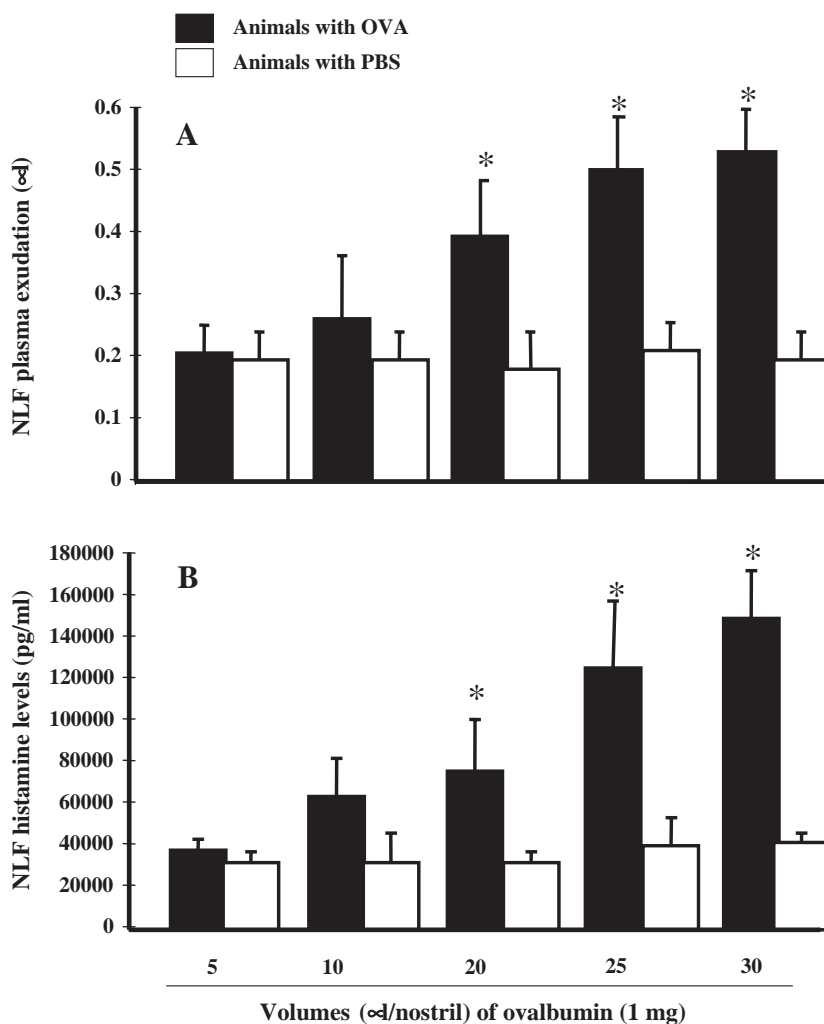 Animals with OVA
Animals with PBS
A
NLF plasma exudation (∝l)
0.6
0.5
0.4
0.3
0.2
0.1
0
*
*
*
B
NLF histamine levels (pg/ml)
180000
160000
140000
120000
100000
80000
60000
40000
20000
0
*
*
*
5 10 20 25 30
Volumes (∝l/nostril) of ovalbumin (1 mg)